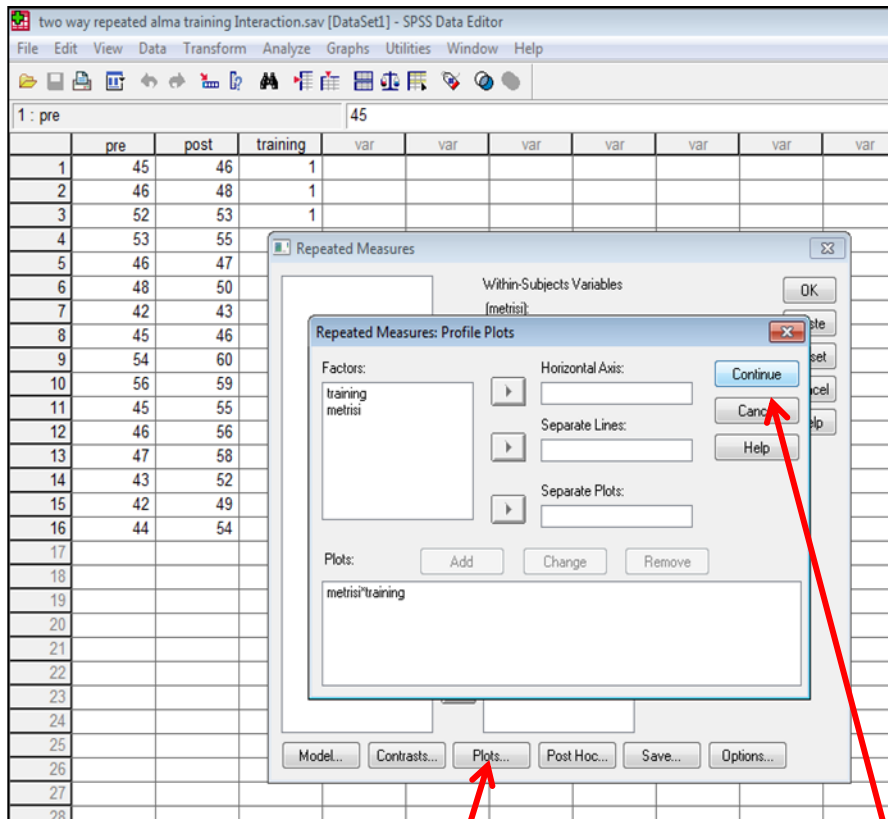 two way repeated alma training Interaction.sav [DataSet1] - SPSS Data Editor
File Edit View Data Transform Analyze Graphs Utilities Window Help
1 : pre 45
pre post training var var var var var var var
1 45 46 1
2 46 48 1
3 52 53 1
4 53 55
5 46 47
6 48 50
7 42 43
8 45 46
9 54 60
10 56 59
11 45 55
12 46 56
13 47 58
14 43 52
15 42 49
16 44 54
17
18
19
20
21
22
23
24
25
26
27
28
Repeated Measures
Within-Subjects Variables
(metrisi):
OK
Repeated Measures: Profile Plots
Factors:
training
metrisi
Horizontal Axis:
Separate Lines:
Separate Plots:
Continue
Cancel
Help
Plots:
Add Change Remove
metrisi*training
Model... Contrasts... Plots... Post Hoc... Save... Options...